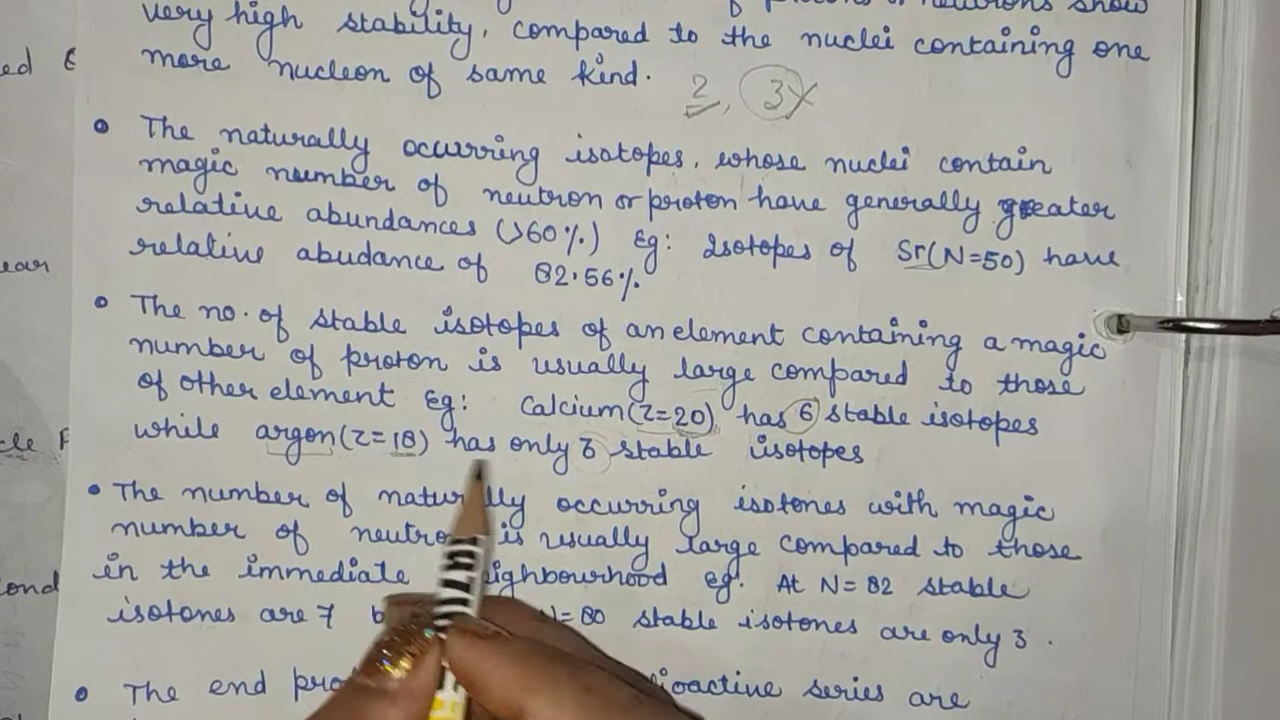 neutrons show
very high stability, compared to the nuclei containing one
more nucleon of same kind.
2, 3x
• The naturally ocurring isotopes, whose nuclei contain
magic number of neutron or proton have generally greater
relative abundances (>60%) Eg: Isotopes of Sr(N=50) have
relative abudance of 82.56%.
• The no. of stable isotopes of an element containing a magic
number of proton is usually large compared to those
of other element Eg: Calcium(Z=20) has 6 stable isotopes
while argon(Z=18) has only 3 stable isotopes
• The number of naturally occurring isotones with magic
number of is usually large compared to those
in the immediate eg. At N=82 stable
isotones are 7 N=80 stable isotones are only 3.
• The end series are